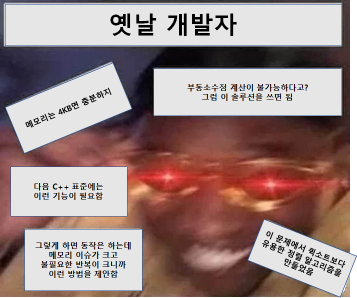 옛날 개발자
메모리는 4KB면 충분하지
부동소수점 계산이 불가능하다고?
그럼 이 솔루션을 쓰면 됨
다음 C++ 표준에는
이런 기능이 필요함
그렇게 하면 동작은 하는데
메모리 이슈가 크고
불필요한 반복이 크니까
이런 방법을 제안함
이 문제에서 퀵소트보다
유용한 정렬 알고리즘을
만들었음